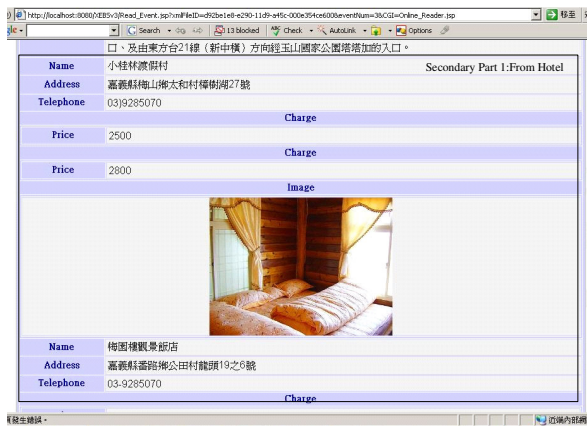 http://localhost:8080/XEBSv3/Read_Event.jsp?xmlFileID=d92be1e8-e290-11d9-a45c-000e354ce600&eventNum=3&CGI=Online_Reader.jsp
移至
Search
13 blocked
Check
AutoLink
Options
口、及由東方台21線（新中橫）方向經玉山國家公園塔塔加的入口。
Name 小桂林渡假村
Secondary Part 1:From Hotel
Address 嘉義縣梅山鄉太和村樟樹湖27號
Telephone 03)9285070
Charge
Price 2500
Charge
Price 2800
Image
Name 梅園樓觀景飯店
Address 嘉義縣番路鄉公田村龍頭19之6號
Telephone 03-9285070
Charge
發生錯誤。
近端內部網